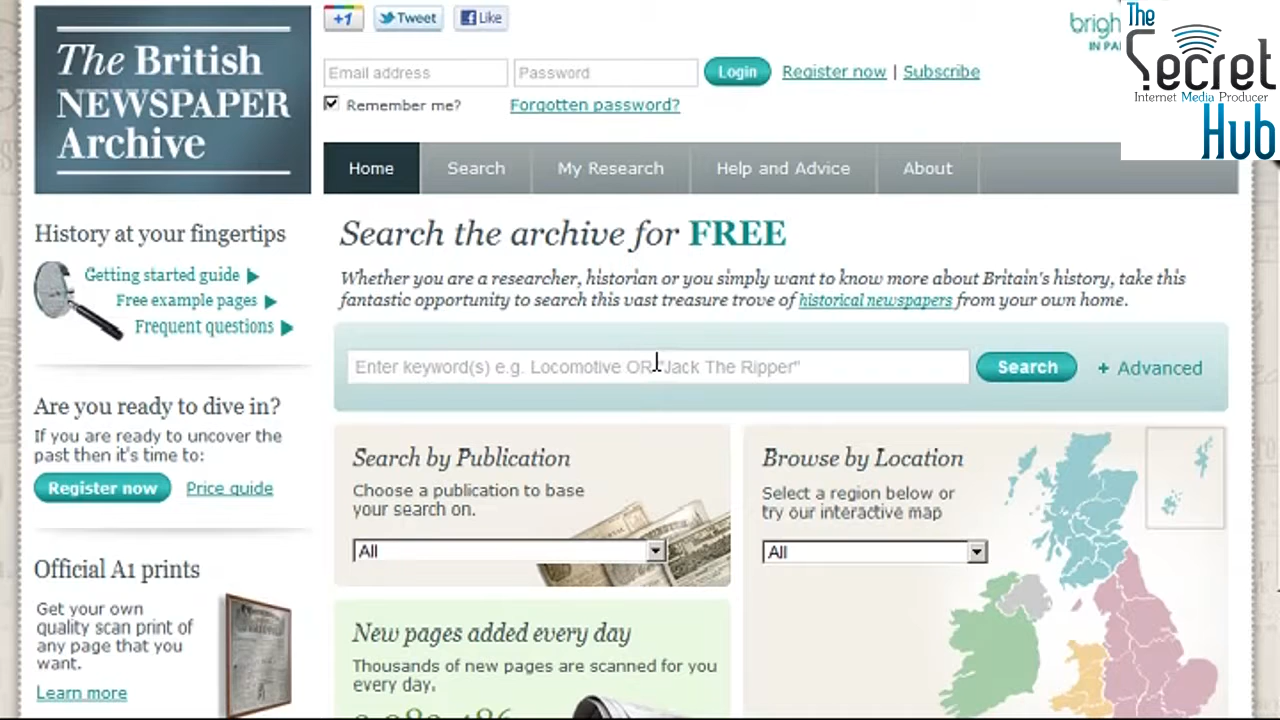 The British
NEWSPAPER
Archive
+1
Tweet
Like
Email address
Password
Login
Register now | Subscribe
Remember me?
Forgotten password?
brigh
IN PA
The
Secret
Internet Media Producer
Hub
Home
Search
My Research
Help and Advice
About
History at your fingertips
Getting started guide
Free example pages
Frequent questions
Are you ready to dive in?
If you are ready to uncover the
past then it's time to:
Register now
Price guide
Official A1 prints
Get your own
quality scan print of
any page that you
want.
Learn more
Search the archive for FREE
Whether you are a researcher, historian or you simply want to know more about Britain's history, take this
fantastic opportunity to search this vast treasure trove of historical newspapers from your own home.
Enter keyword(s) e.g. Locomotive OR "Jack The Ripper"
Search
+ Advanced
Search by Publication
Choose a publication to base
your search on.
All
Browse by Location
Select a region below or
try our interactive map
All
New pages added every day
Thousands of new pages are scanned for you
every day.